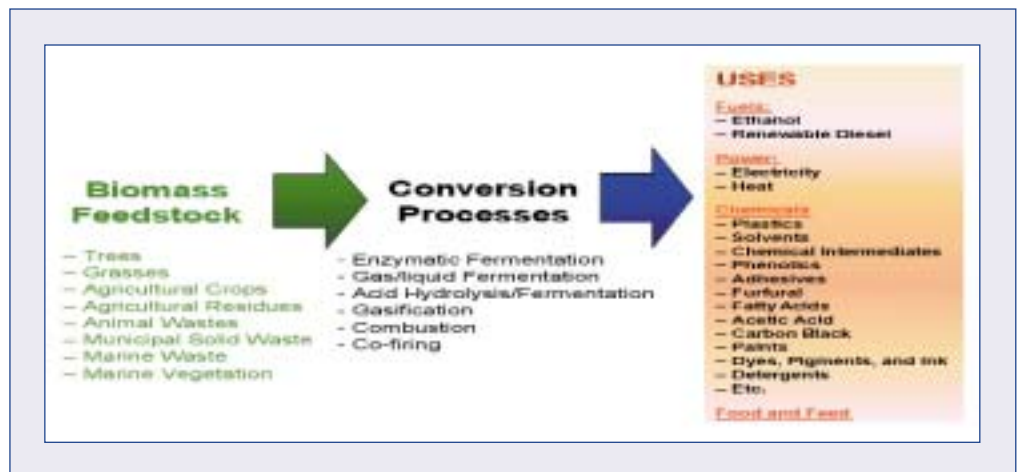 Biomass
Feedstock
– Trees
– Grasses
– Agricultural Crops
– Agricultural Residues
– Animal Wastes
– Municipal Solid Waste
– Marine Waste
– Marine Vegetation
Conversion
Processes
- Enzymatic Fermentation
- Gas/liquid Fermentation
- Acid Hydrolysis/Fermentation
- Gasification
- Combustion
- Co-firing
USES
Fuels:
– Ethanol
– Renewable Diesel
Power:
– Electricity
– Heat
Chemicals
– Plastics
– Solvents
– Chemical Intermediates
– Phenolics
– Adhesives
– Furfural
– Fatty Acids
– Acetic Acid
– Carbon Black
– Paints
– Dyes, Pigments, and Ink
– Detergents
– Etc.
Food and Feed